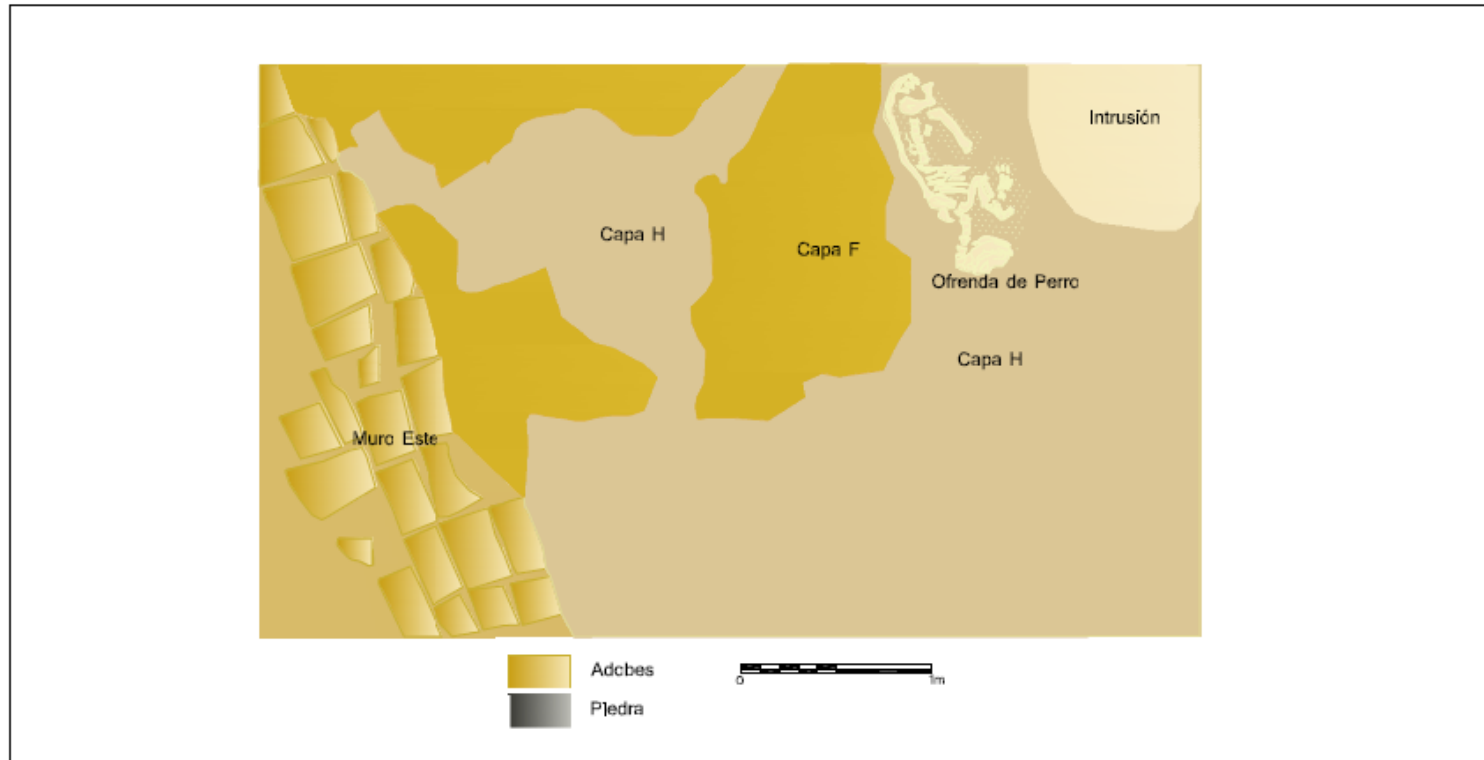 Intrusión
Capa H
Capa F
Ofrenda de Perro
Capa H
Muro Este
Adobes
Piedra
0 1m